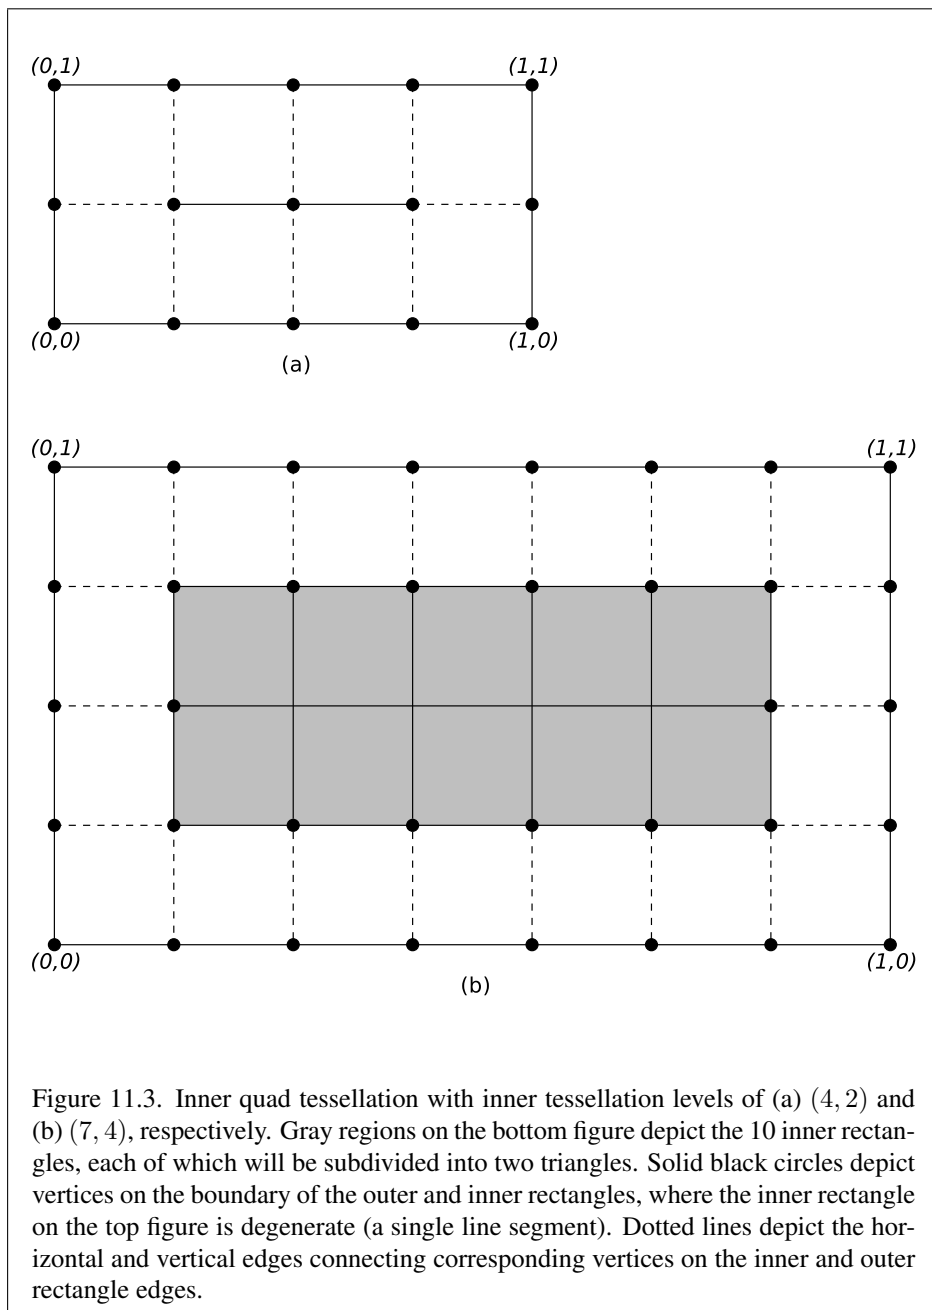 (0,1) (1,1)
(0,0) (1,0)
(a)
(0,1) (1,1)
(0,0) (1,0)
(b)
Figure 11.3. Inner quad tessellation with inner tessellation levels of (a) (4, 2) and
(b) (7, 4), respectively. Gray regions on the bottom figure depict the 10 inner rectan-
gles, each of which will be subdivided into two triangles. Solid black circles depict
vertices on the boundary of the outer and inner rectangles, where the inner rectangle
on the top figure is degenerate (a single line segment). Dotted lines depict the hor-
izontal and vertical edges connecting corresponding vertices on the inner and outer
rectangle edges.